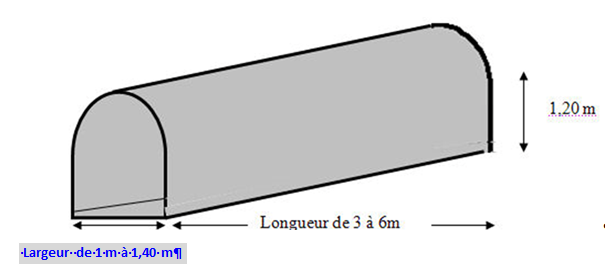 1,20 m
Longueur de 3 à 6m
·Largeur··de·1·m·à·1,40·m¶